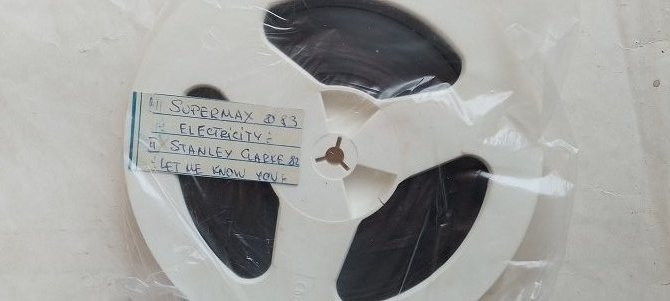 I SUPERMAX 83
ELECTRICITY
II STANLEY CLARKE 82
LET ME KNOW YOU